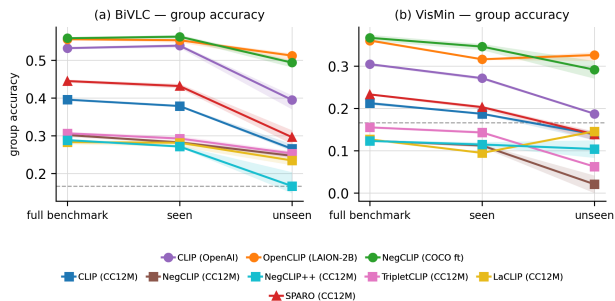 (a) BiVLC — group accuracy
(b) VisMin — group accuracy
group accuracy
0.5
0.4
0.3
0.2
full benchmark
seen
unseen
0.3
0.2
0.1
0.0
full benchmark
seen
unseen
CLIP (OpenAI)
OpenCLIP (LAION-2B)
NegCLIP (COCO ft)
CLIP (CC12M)
NegCLIP (CC12M)
NegCLIP++ (CC12M)
TripletCLIP (CC12M)
LaCLIP (CC12M)
SPARO (CC12M)